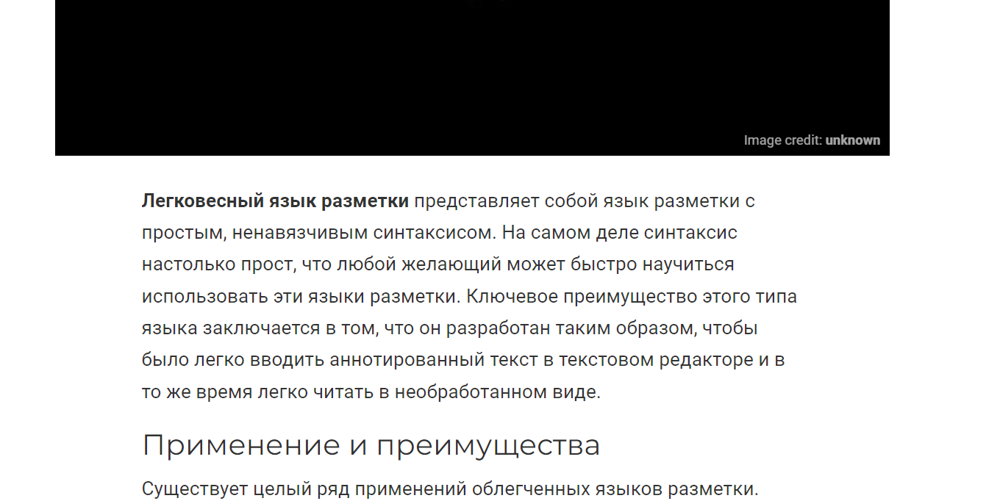 Image credit: unknown
Легковесный язык разметки представляет собой язык разметки с
простым, ненавязчивым синтаксисом. На самом деле синтаксис
настолько прост, что любой желающий может быстро научиться
использовать эти языки разметки. Ключевое преимущество этого типа
языка заключается в том, что он разработан таким образом, чтобы
было легко вводить аннотированный текст в текстовом редакторе и в
то же время легко читать в необработанном виде.
Применение и преимущества
Существует целый ряд применений облегченных языков разметки.